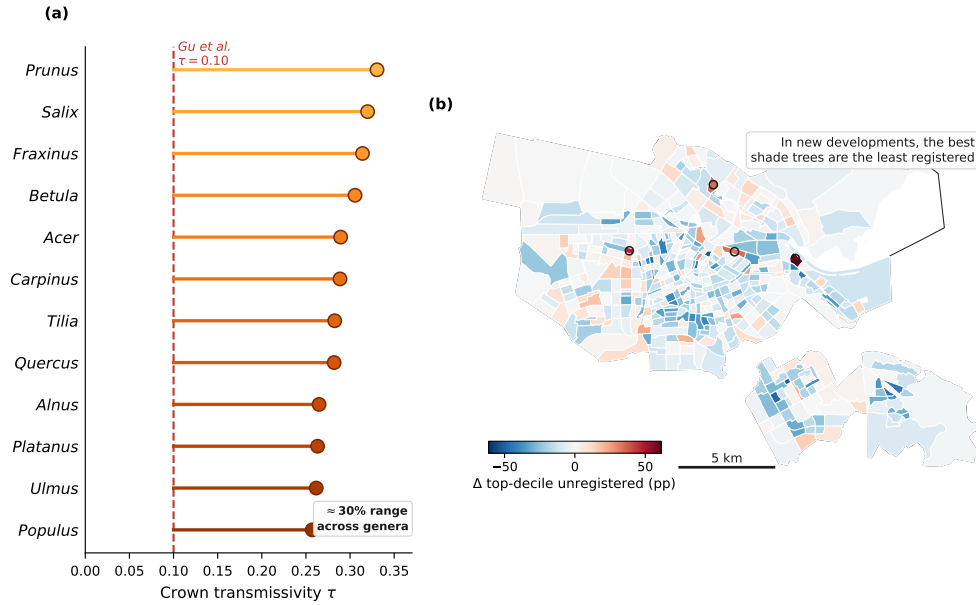 (a)
Gu et al.
τ = 0.10
Prunus
Salix
Fraxinus
Betula
Acer
Carpinus
Tilia
Quercus
Alnus
Platanus
Ulmus
Populus
≈ 30% range
across genera
0.00 0.05 0.10 0.15 0.20 0.25 0.30 0.35
Crown transmissivity τ
(b)
In new developments, the best
shade trees are the least registered
5 km
−50 0 50
Δ top-decile unregistered (pp)